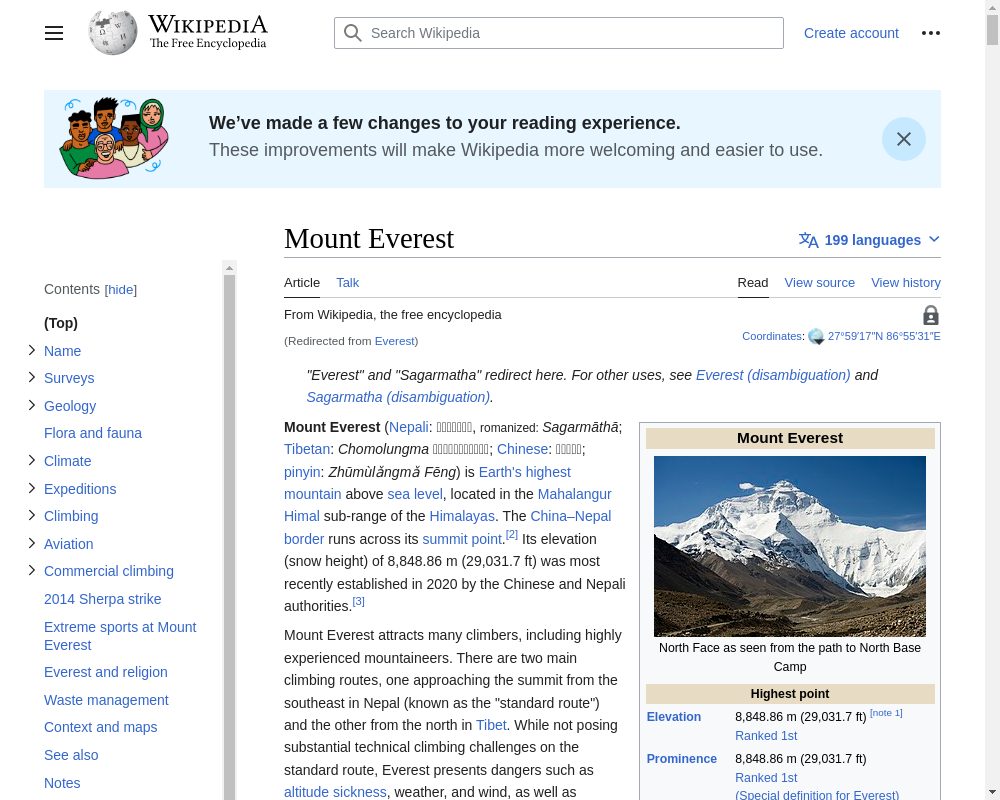 WIKIPEDIA
The Free Encyclopedia
Search Wikipedia
Create account
We've made a few changes to your reading experience.
These improvements will make Wikipedia more welcoming and easier to use.
Mount Everest
199 languages
Contents [hide]
(Top)
Name
Surveys
Geology
Flora and fauna
Climate
Expeditions
Climbing
Aviation
Commercial climbing
2014 Sherpa strike
Extreme sports at Mount
Everest
Everest and religion
Waste management
Context and maps
See also
Notes
Article Talk
Read View source View history
From Wikipedia, the free encyclopedia
Coordinates: 27°59′17″N 86°55′31″E
(Redirected from Everest)
"Everest" and "Sagarmatha" redirect here. For other uses, see Everest (disambiguation) and
Sagarmatha (disambiguation).
Mount Everest (Nepali: , romanized: Sagarmāthā;
Tibetan: Chomolungma ; Chinese: ;
pinyin: Zhūmùlǎngmǎ Fēng) is Earth's highest
mountain above sea level, located in the Mahalangur
Himal sub-range of the Himalayas. The China–Nepal
border runs across its summit point.[2] Its elevation
(snow height) of 8,848.86 m (29,031.7 ft) was most
recently established in 2020 by the Chinese and Nepali
authorities.[3]
Mount Everest attracts many climbers, including highly
experienced mountaineers. There are two main
climbing routes, one approaching the summit from the
southeast in Nepal (known as the "standard route")
and the other from the north in Tibet. While not posing
substantial technical climbing challenges on the
standard route, Everest presents dangers such as
altitude sickness, weather, and wind, as well as
Mount Everest
North Face as seen from the path to North Base
Camp
Highest point
Elevation 8,848.86 m (29,031.7 ft) [note 1]
Ranked 1st
Prominence 8,848.86 m (29,031.7 ft)
Ranked 1st
(Special definition for Everest)